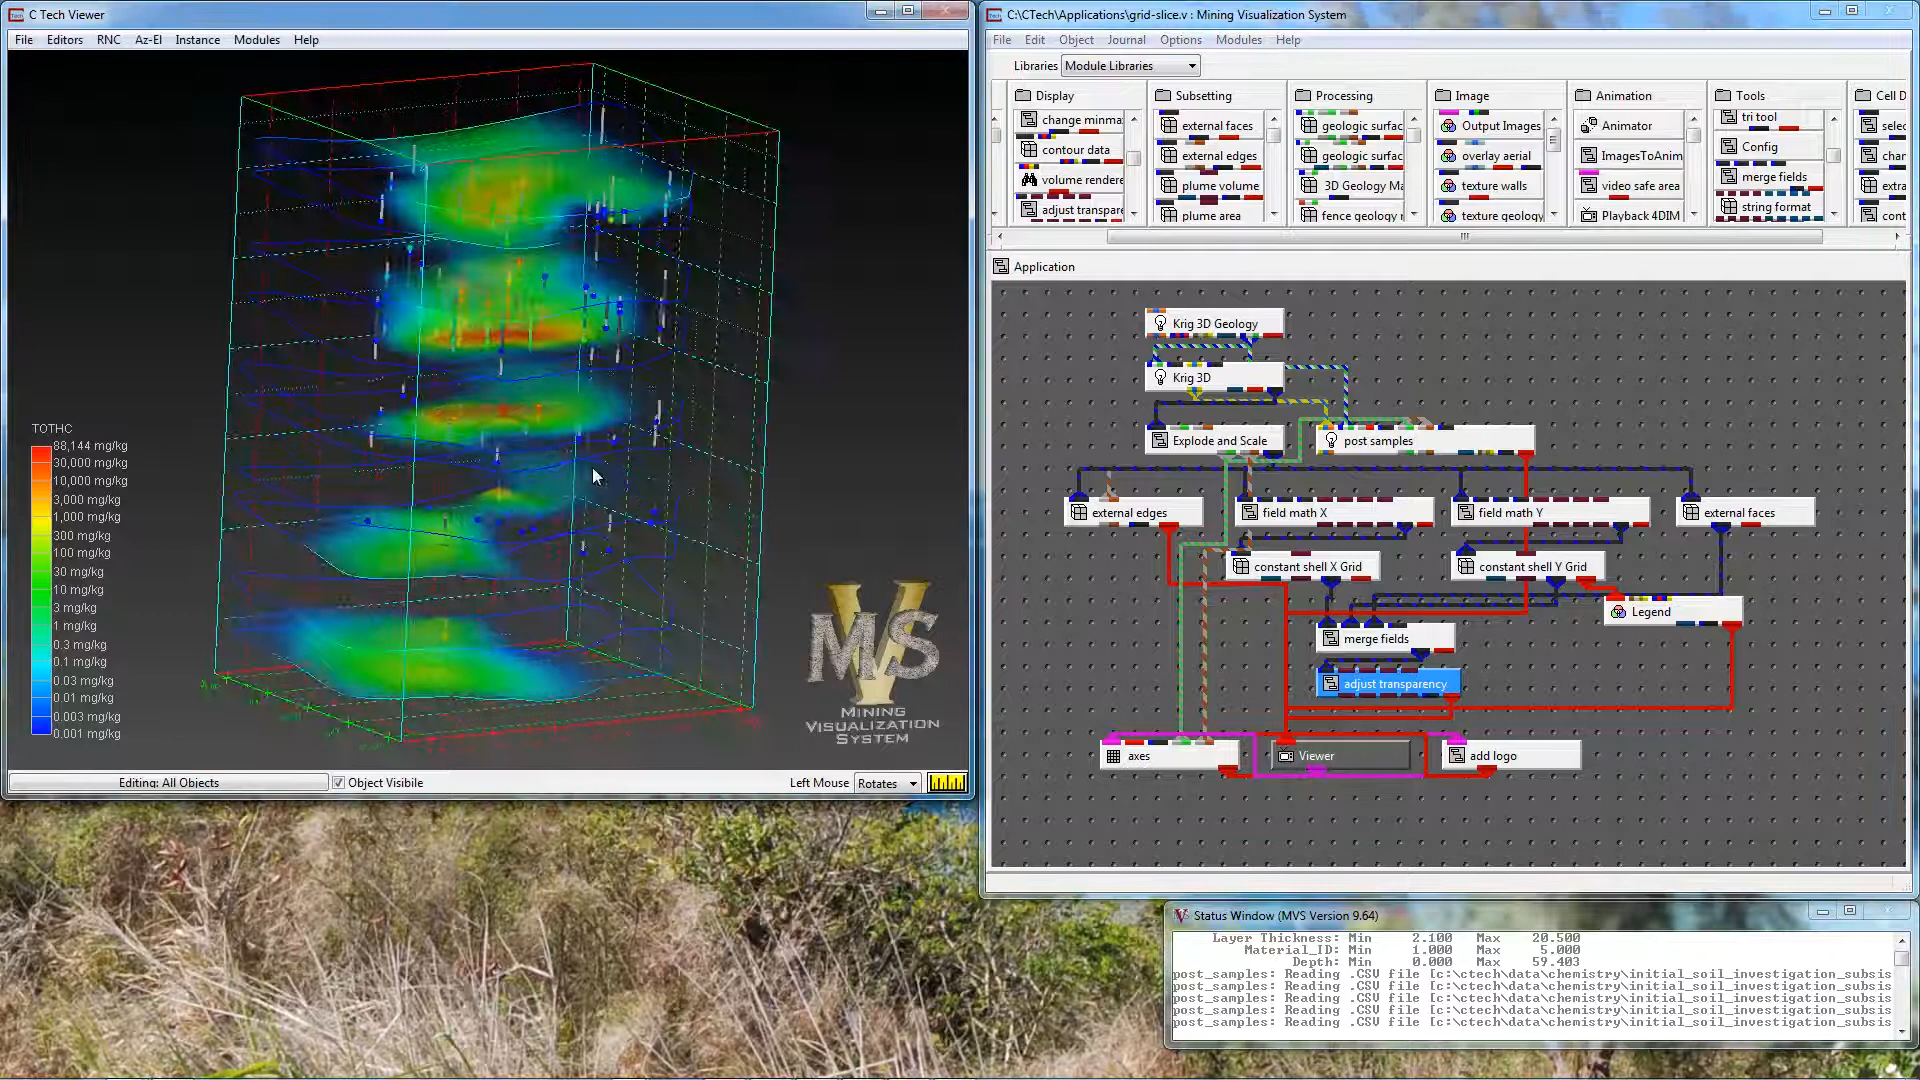 C Tech Viewer
File Editors RNC Az-El Instance Modules Help
TOTHC
88,144 mg/kg
30,000 mg/kg
10,000 mg/kg
3,000 mg/kg
1,000 mg/kg
300 mg/kg
100 mg/kg
30 mg/kg
10 mg/kg
3 mg/kg
1 mg/kg
0.3 mg/kg
0.1 mg/kg
0.03 mg/kg
0.01 mg/kg
0.003 mg/kg
0.001 mg/kg
MVS
MINING
VISUALIZATION
SYSTEM
Editing: All Objects
Object Visibile
Left Mouse Rotates
C:\CTech\Applications\grid-slice.v : Mining Visualization System
File Edit Object Journal Options Modules Help
Libraries Module Libraries
Display
change minma
contour data
volume rendere
adjust transpare
Subsetting
external faces
external edges
plume volume
plume area
Processing
geologic surfac
geologic surfac
3D Geology Ma
fence geology r
Image
Output Images
overlay aerial
texture walls
texture geology
Animation
Animator
ImagesToAnim
video safe area
Playback 4DIM
Tools
tri tool
Config
merge fields
string format
Cell D
selec
char
extra
cont
Application
Krig 3D Geology
Krig 3D
Explode and Scale
post samples
external edges
field math X
field math Y
external faces
constant shell X Grid
constant shell Y Grid
Legend
merge fields
adjust transparency
axes
Viewer
add logo
Status Window (MVS Version 9.64)
Layer Thickness: Min 2.100 Max 20.500
Material_ID: Min 1.000 Max 5.000
Depth: Min 0.000 Max 59.403
post_samples: Reading .CSV file [c:\ctech\data\chemistry\initial_soil_investigation_subsis
post_samples: Reading .CSV file [c:\ctech\data\chemistry\initial_soil_investigation_subsis
post_samples: Reading .CSV file [c:\ctech\data\chemistry\initial_soil_investigation_subsis
post_samples: Reading .CSV file [c:\ctech\data\chemistry\initial_soil_investigation_subsis
post_samples: Reading .CSV file [c:\ctech\data\chemistry\initial_soil_investigation_subsis